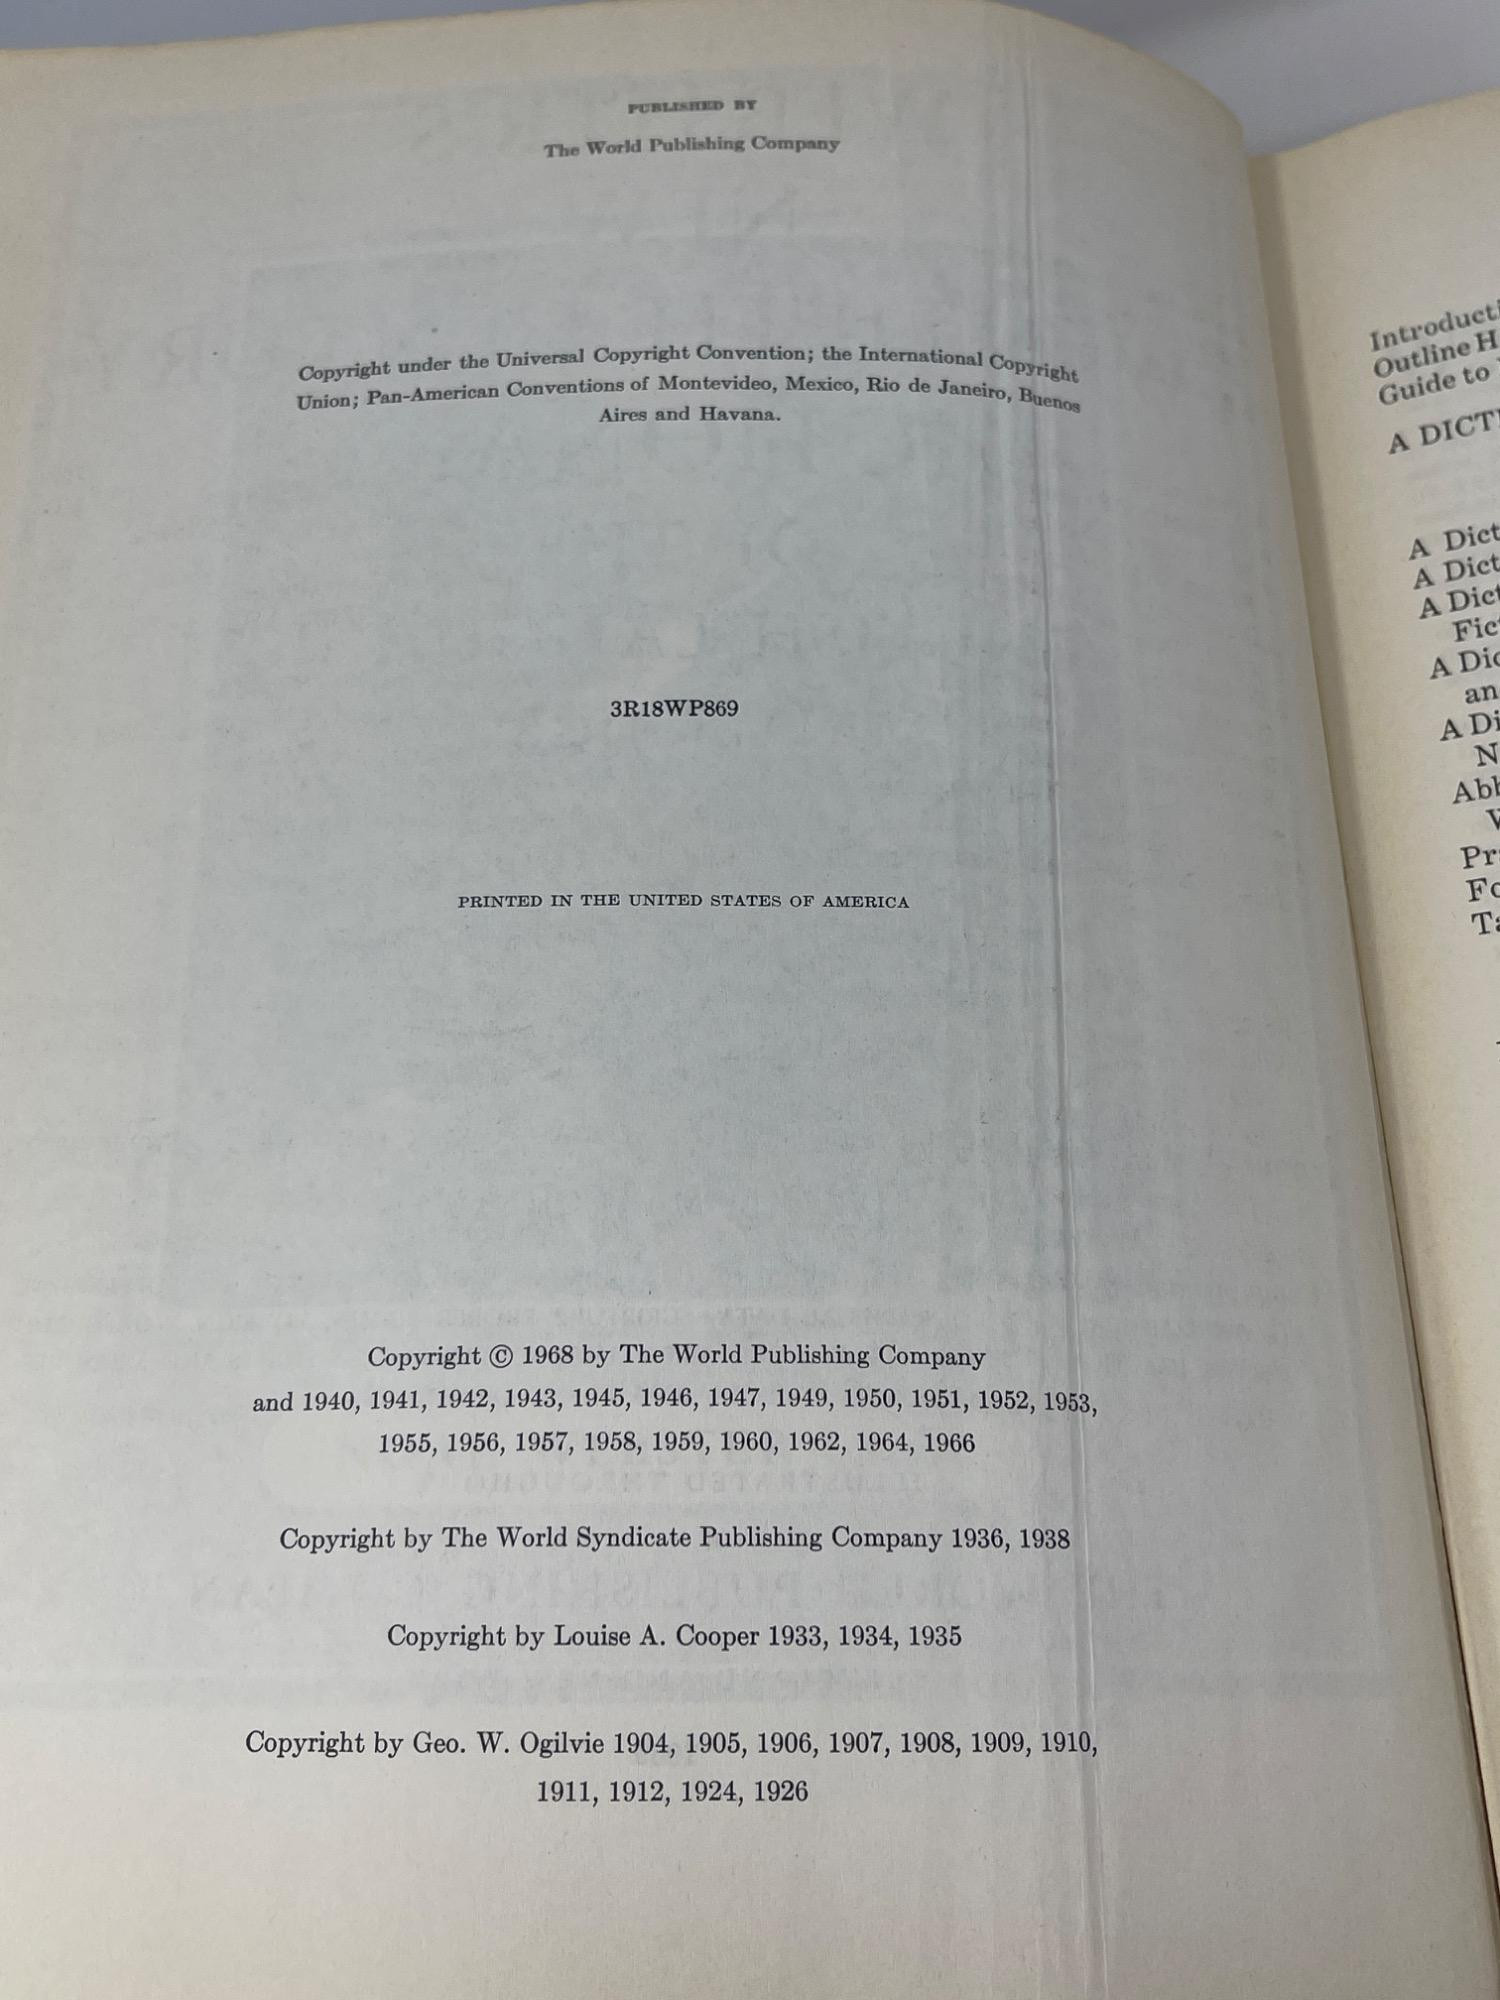 PUBLISHED BY
The World Publishing Company
Copyright under the Universal Copyright Convention; the International Copyright
Union; Pan-American Conventions of Montevideo, Mexico, Rio de Janeiro, Buenos
Aires and Havana.
3R18WP869
PRINTED IN THE UNITED STATES OF AMERICA
Copyright © 1968 by The World Publishing Company
and 1940, 1941, 1942, 1943, 1945, 1946, 1947, 1949, 1950, 1951, 1952, 1953,
1955, 1956, 1957, 1958, 1959, 1960, 1962, 1964, 1966
Copyright by The World Syndicate Publishing Company 1936, 1938
Copyright by Louise A. Cooper 1933, 1934, 1935
Copyright by Geo. W. Ogilvie 1904, 1905, 1906, 1907, 1908, 1909, 1910,
1911, 1912, 1924, 1926
Introducti
Outline H
Guide to
A DICT
A Dict
A Dict
A Dict
Fic
A Dic
an
A Di
N
Abb
Pr
Fo
Ta